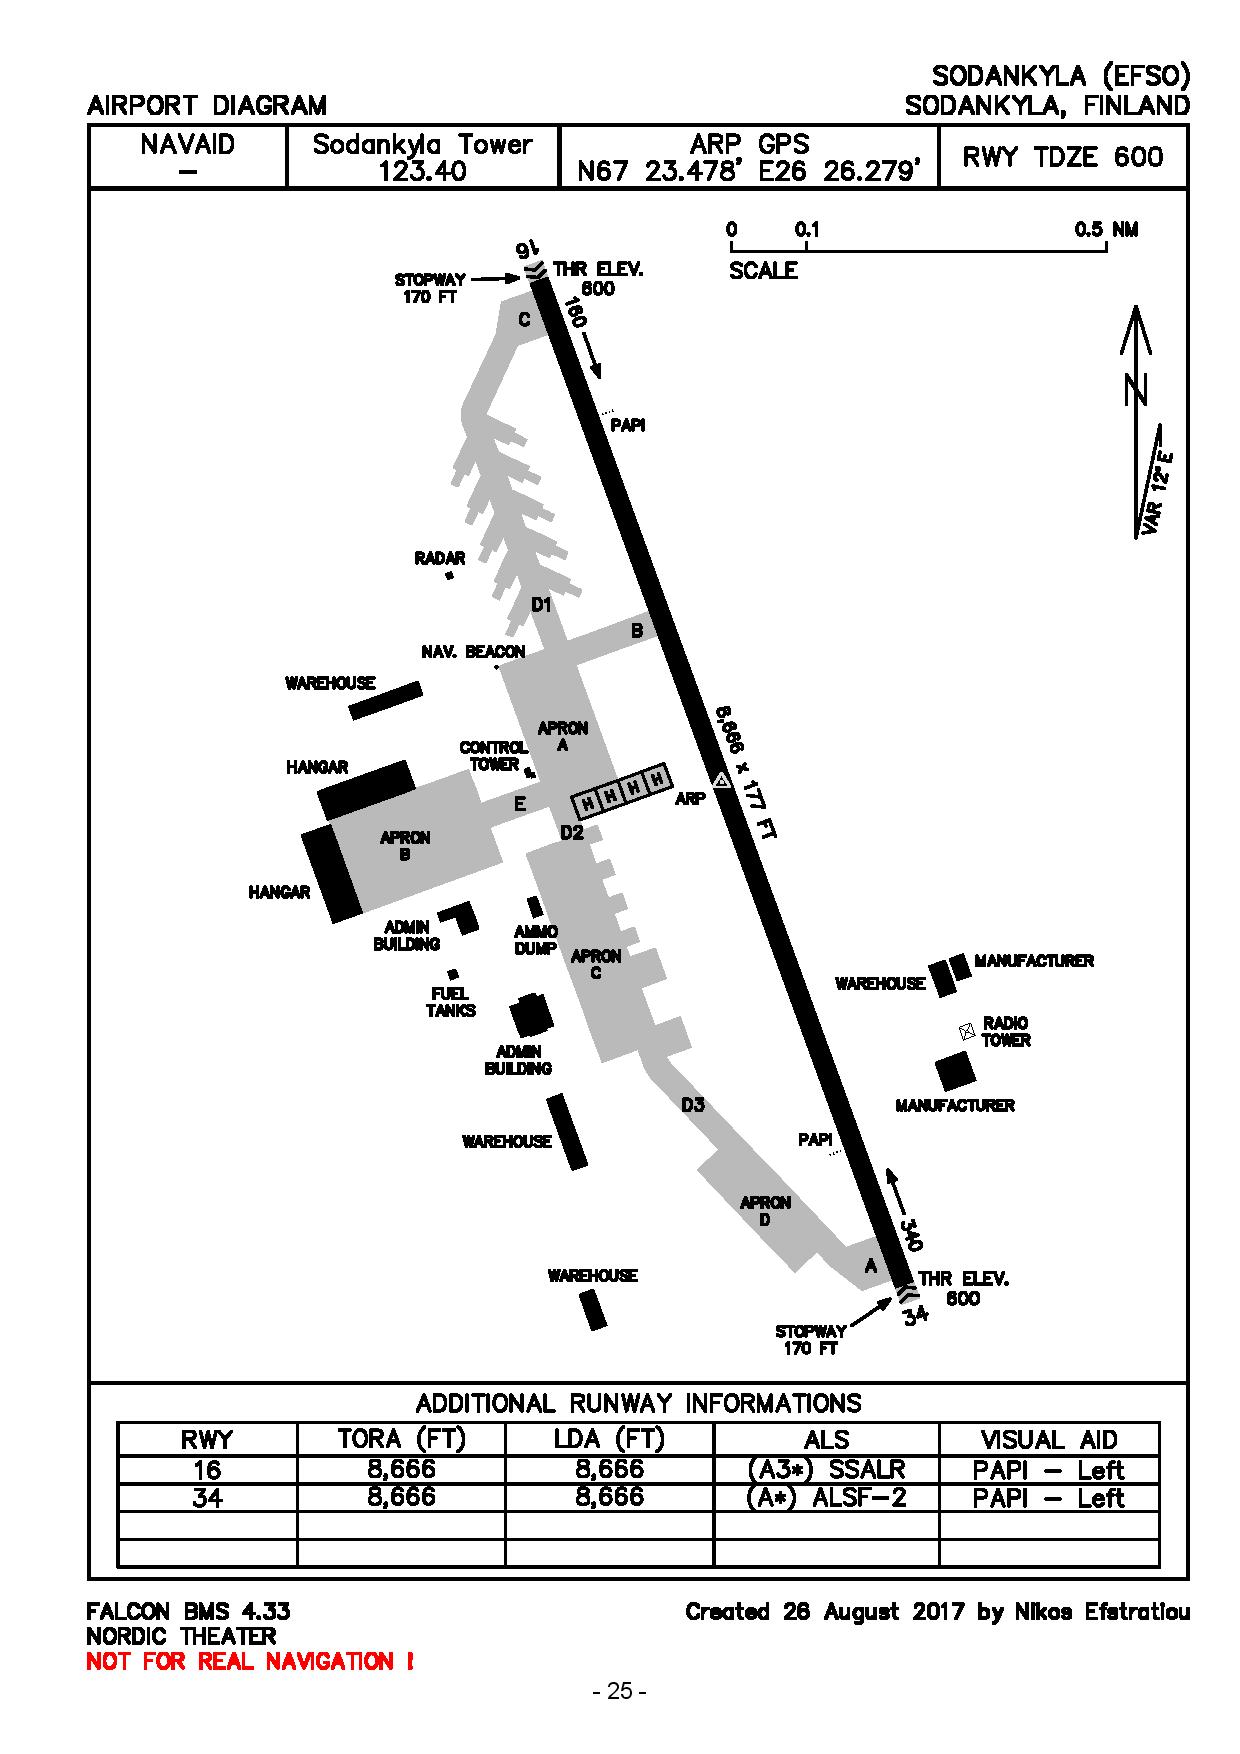 SODANKYLA (EFSO)
AIRPORT DIAGRAM
SODANKYLA, FINLAND
NAVAID
–
Sodankyla Tower
123.40
ARP GPS
N67 23.478' E26 26.279'
RWY TDZE 600
0 0.1 0.5 NM
SCALE
16
THR ELEV.
600
STOPWAY
170 FT
C
160
N
PAPI
VAR 12° E
RADAR
D1
B
NAV. BEACON
WAREHOUSE
8,666 x 177 FT
APRON
A
CONTROL
TOWER
HANGAR
H H H H
E
ARP
D2
APRON
B
HANGAR
ADMIN
BUILDING
AMMO
DUMP
APRON
C
MANUFACTURER
WAREHOUSE
FUEL
TANKS
RADIO
TOWER
ADMIN
BUILDING
D3
MANUFACTURER
WAREHOUSE
PAPI
APRON
D
340
A
WAREHOUSE
THR ELEV.
600
34
STOPWAY
170 FT
ADDITIONAL RUNWAY INFORMATIONS
RWY TORA (FT) LDA (FT) ALS VISUAL AID
16 8,666 8,666 (A3*) SSALR PAPI – Left
34 8,666 8,666 (A*) ALSF-2 PAPI – Left
FALCON BMS 4.33
Created 26 August 2017 by Nikos Efstratiou
NORDIC THEATER
NOT FOR REAL NAVIGATION !
- 25 -